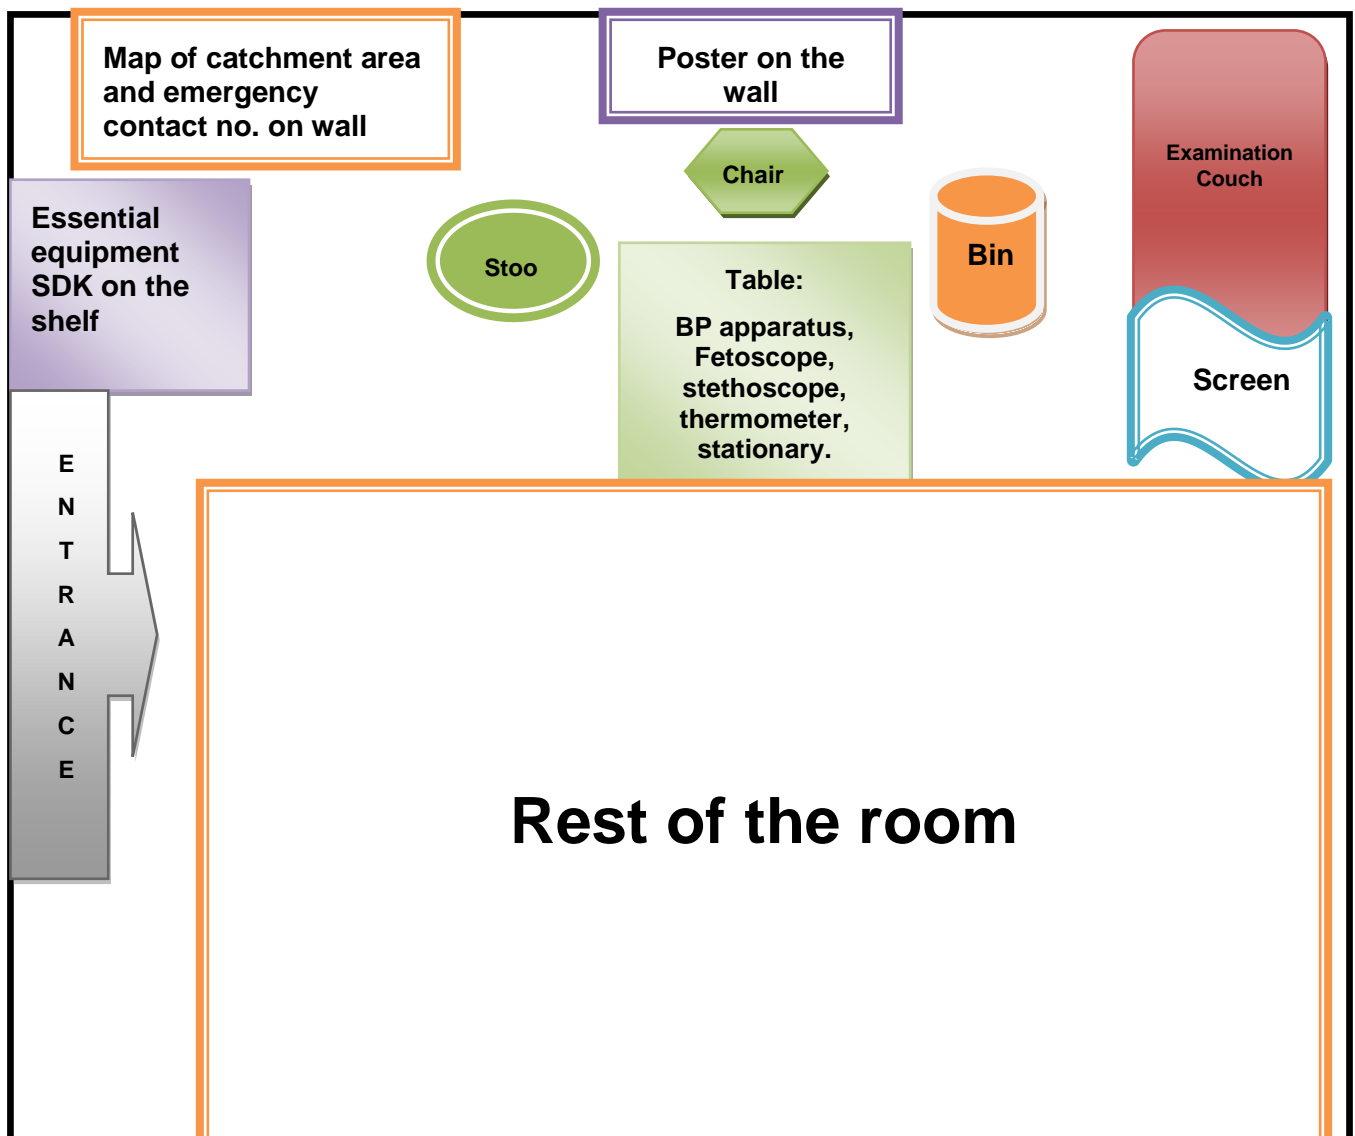 Map of catchment area
and emergency
contact no. on wall
Poster on the
wall
Examination
Couch
Chair
Essential
equipment
SDK on the
shelf
Stoo
Bin
Table:
BP apparatus,
Fetoscope,
stethoscope,
thermometer,
stationary.
Screen
E
N
T
R
A
N
C
E
Rest of the room